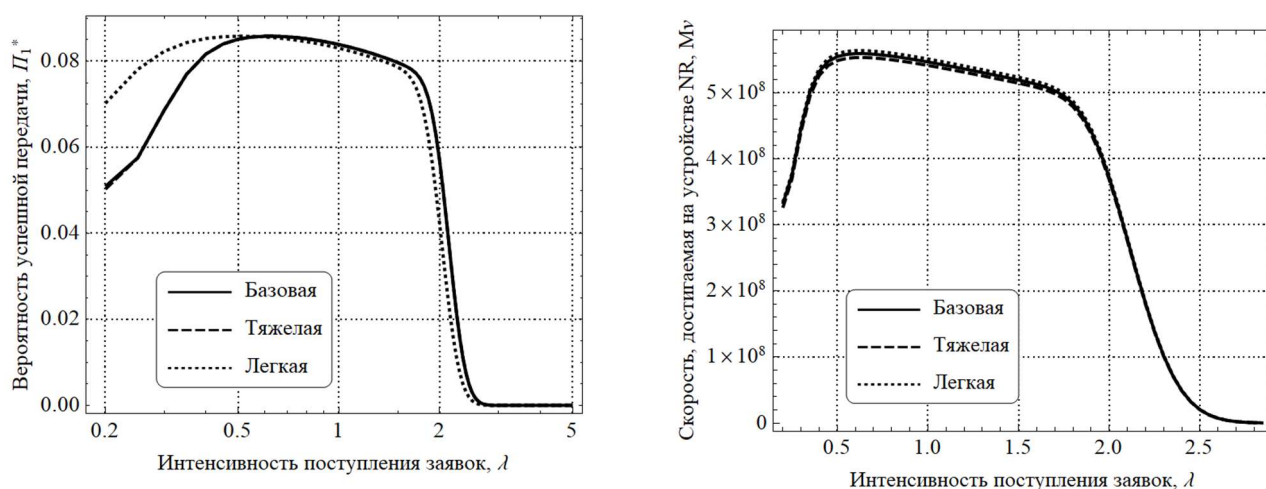 Вероятность успешной передачи, Π₁*
0.08
0.06
0.04
0.02
0.00
Базовая
Тяжелая
Легкая
0.2 0.5 1 2 5
Интенсивность поступления заявок, λ
Скорость, достигаемая на устройстве NR, Mν
5 × 10⁸
4 × 10⁸
3 × 10⁸
2 × 10⁸
1 × 10⁸
0
Базовая
Тяжелая
Легкая
0.5 1.0 1.5 2.0 2.5
Интенсивность поступления заявок, λ